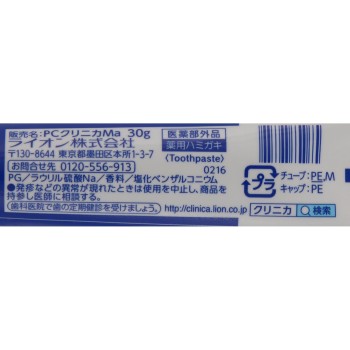 販売名:PCクリニカMa 30g
ライオン株式会社
〒130-8644 東京都墨田区本所1-3-7
お問合せ先 0120-556-913
医薬部外品
薬用ハミガキ
(Toothpaste)
0216
PG/ラウリル硫酸Na/香料/塩化ベンザルコニウム
●発疹などの異常が現れたときは使用を中止し、商品を
持参し医師に相談する。
歯科医院で歯の定期健診を受けましょう。
http://clinica.lion.co.jp/
プラ
チューブ:PE,M
キャップ:PE
クリニカ 検索